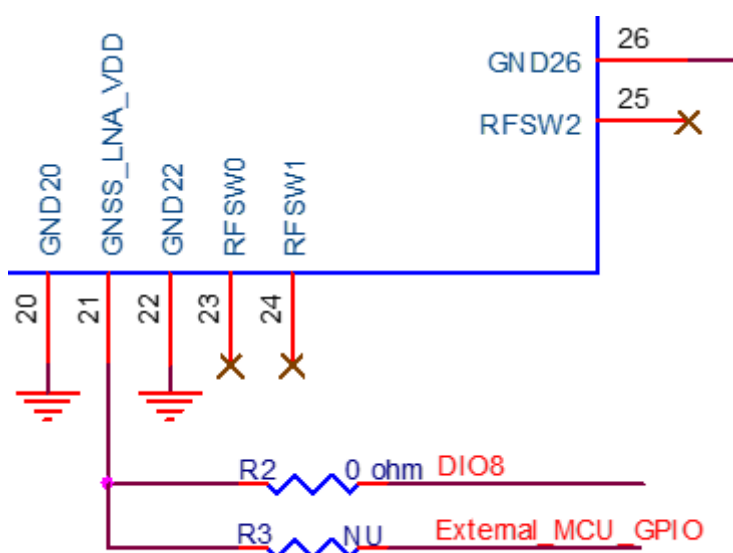 GND26
26
RFSW2
25
GND20
GNSS_LNA_VDD
GND22
RFSW0
RFSW1
20
21
22
23
24
R2
0 ohm
DIO8
R3
NU
External_MCU_GPIO